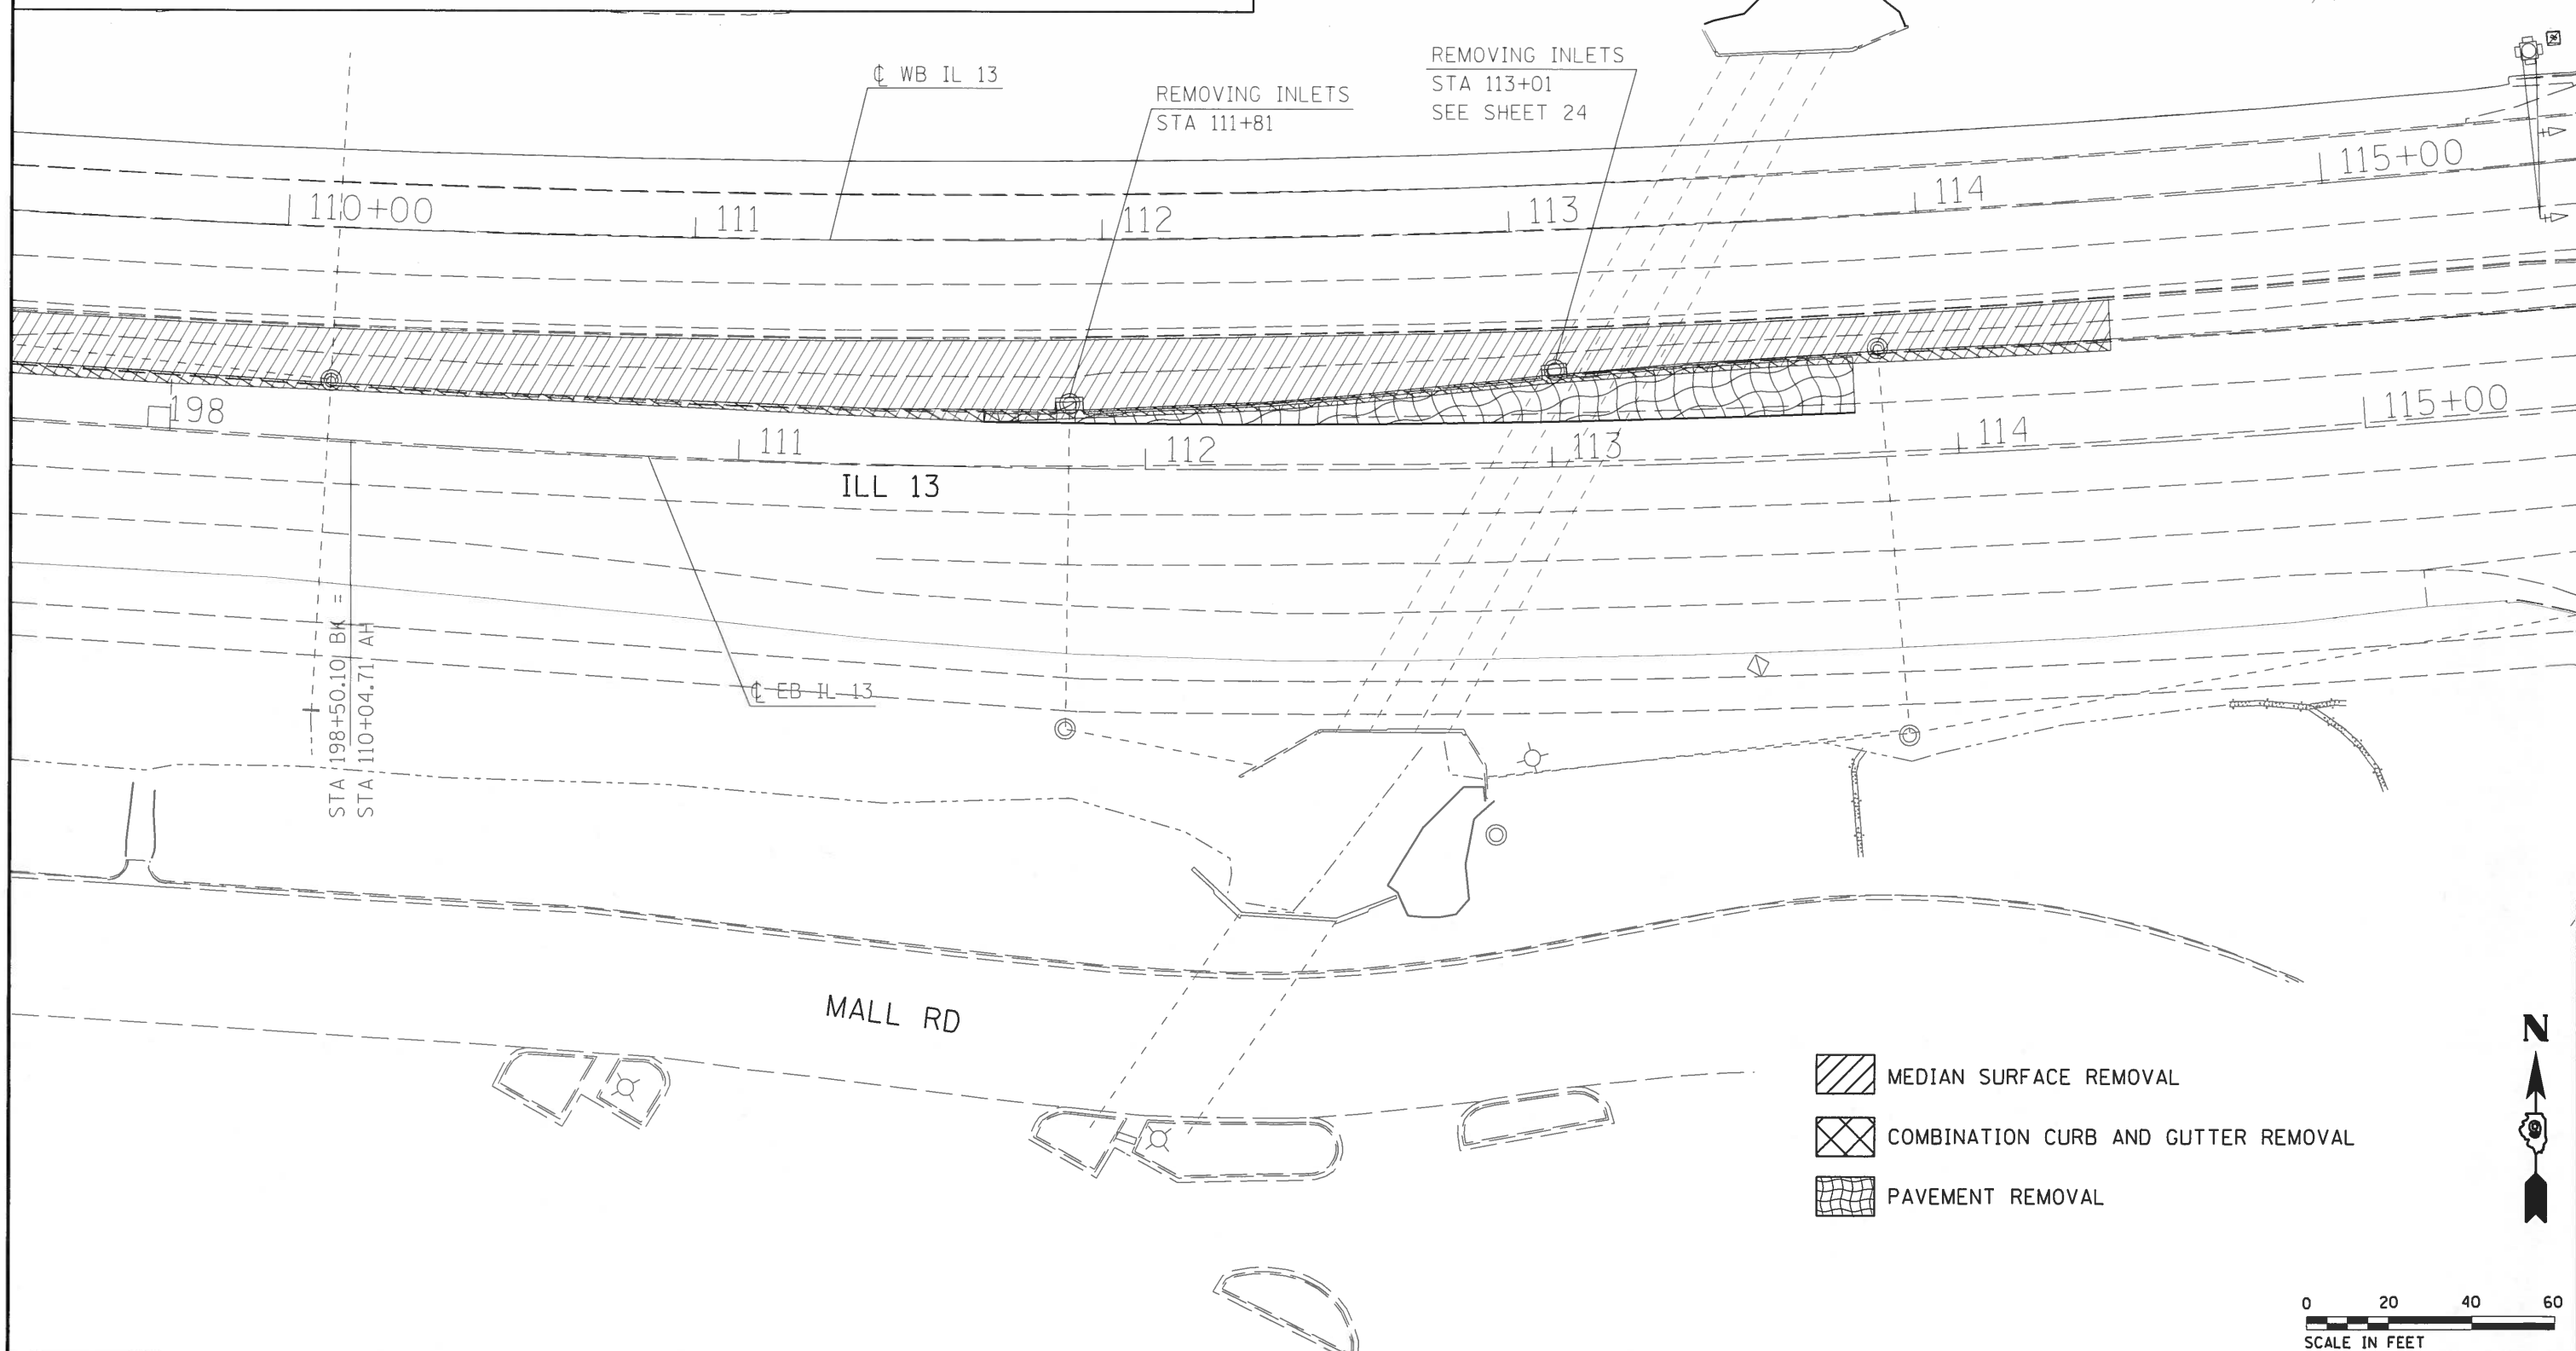 ℄ WB IL 13
REMOVING INLETS
STA 111+81
REMOVING INLETS
STA 113+01
SEE SHEET 24
110+00
111
112
113
114
115+00
198
111
112
113
114
115+00
ILL 13
STA 198+50.10 BK =
STA 110+04.71 AH
℄ EB IL 13
MALL RD
N
MEDIAN SURFACE REMOVAL
COMBINATION CURB AND GUTTER REMOVAL
PAVEMENT REMOVAL
0 20 40 60
SCALE IN FEET